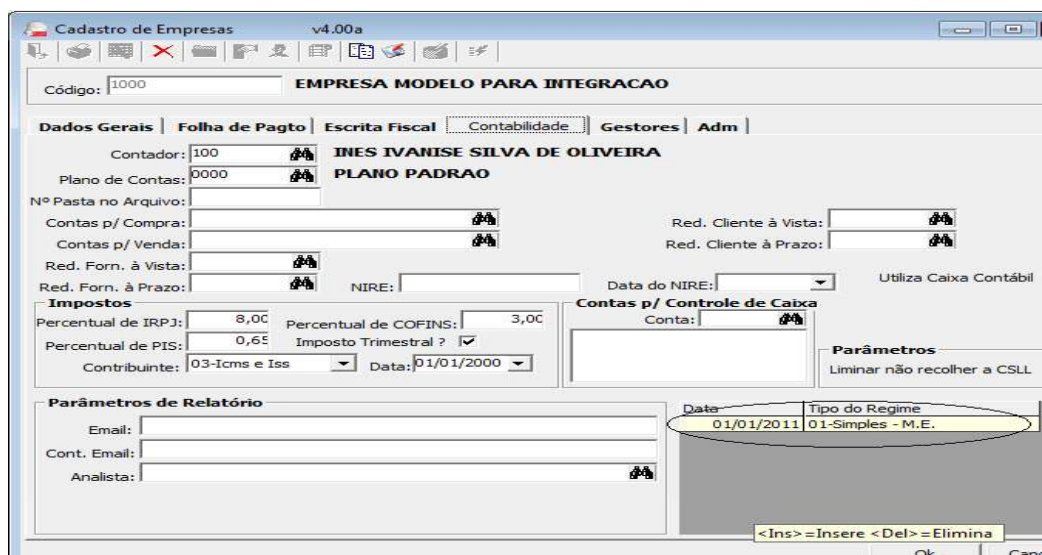 Cadastro de Empresas v4.00a
Código: 1000 EMPRESA MODELO PARA INTEGRACAO
Dados Gerais Folha de Pagto Escrita Fiscal Contabilidade Gestores Adm
Contador: 100 INES IVANISE SILVA DE OLIVEIRA
Plano de Contas: 0000 PLANO PADRAO
Nº Pasta no Arquivo:
Contas p/ Compra: Red. Cliente à Vista:
Contas p/ Venda: Red. Cliente à Prazo:
Red. Forn. à Vista:
Red. Forn. à Prazo: NIRE: Data do NIRE: Utiliza Caixa Contábil
Impostos Contas p/ Controle de Caixa
Percentual de IRPJ: 8,00 Percentual de COFINS: 3,00 Conta:
Percentual de PIS: 0,65 Imposto Trimestral ?
Contribuinte: 03-Icms e Iss Data: 01/01/2000
Parâmetros
Liminar não recolher a CSLL
Parâmetros de Relatório
Data Tipo do Regime
Email: 01/01/2011 01-Simples - M.E.
Cont. Email:
Analista:
<Ins>=Insere <Del>=Elimina
Ok